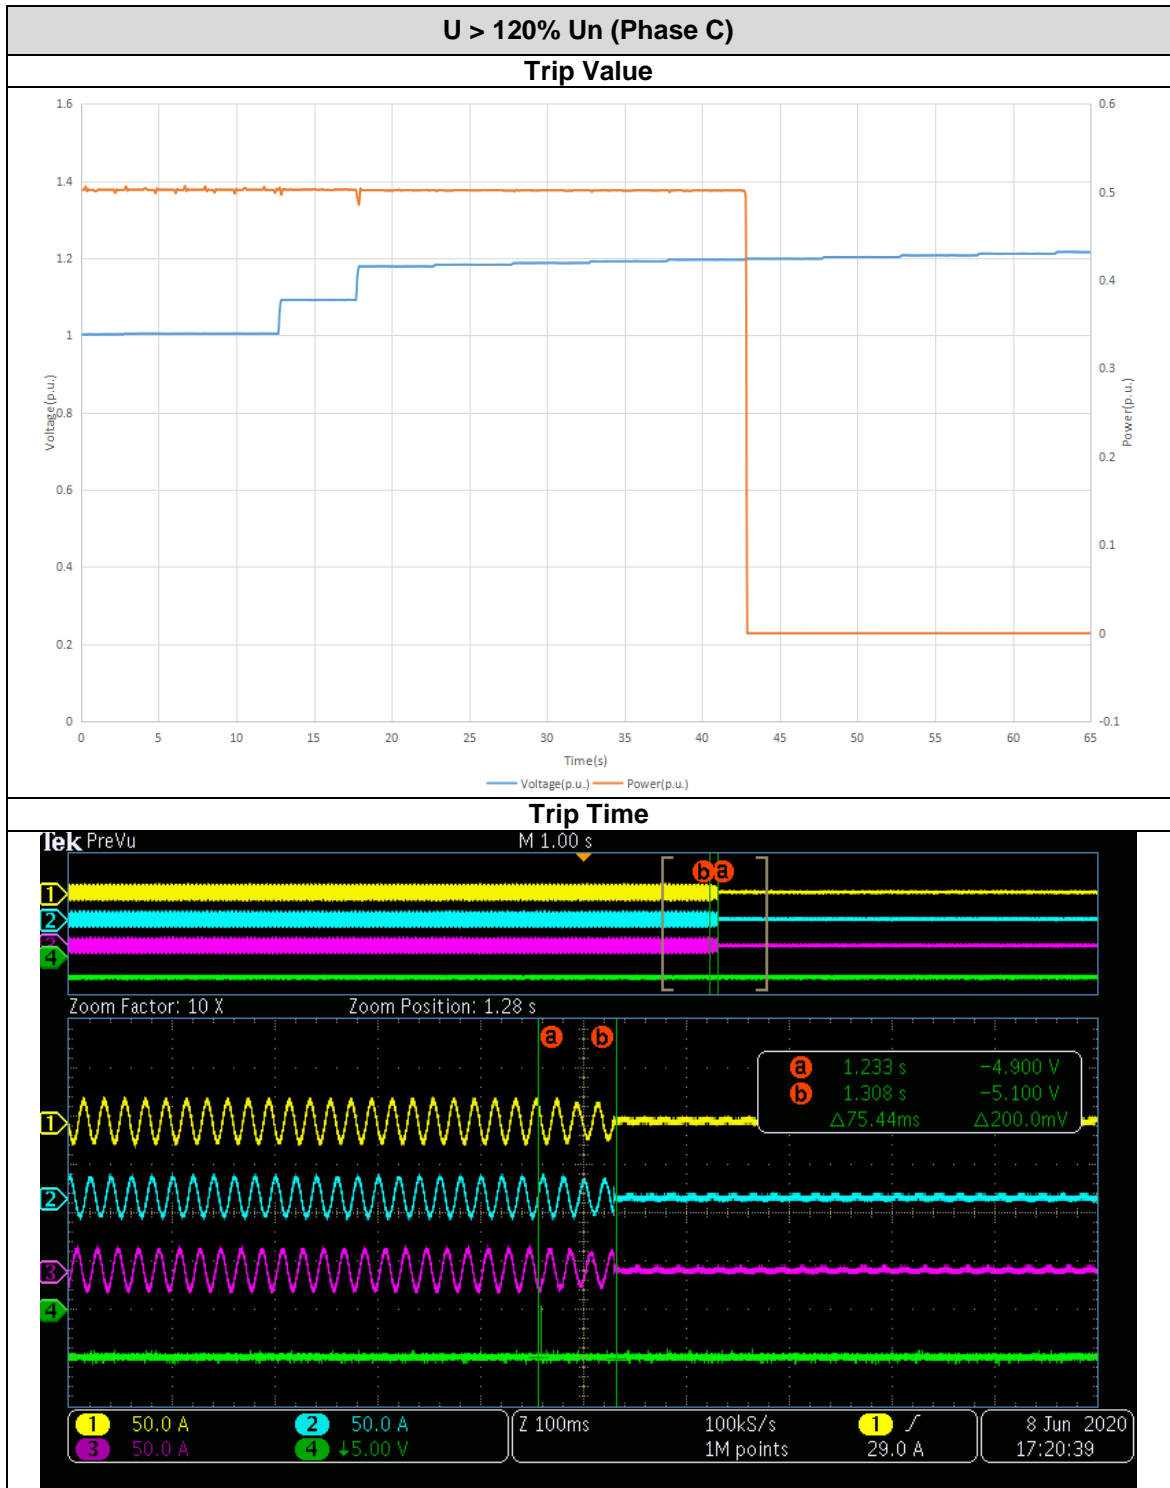 U > 120% Un (Phase C)
Trip Value
1.6
1.4
1.2
1
0.8
0.6
0.4
0.2
0
Voltage(p.u.)
0.6
0.5
0.4
0.3
0.2
0.1
0
-0.1
Power(p.u.)
0 5 10 15 20 25 30 35 40 45 50 55 60 65
Time(s)
Voltage(p.u.) Power(p.u.)
Trip Time
Tek PreVu M 1.00 s
b a
1
2
3
4
Zoom Factor: 10 X Zoom Position: 1.28 s
a b
a 1.233 s -4.900 V
b 1.308 s -5.100 V
Δ75.44ms Δ200.0mV
1
2
3
4
1 50.0 A 2 50.0 A Z 100ms 100kS/s 1 8 Jun 2020
3 50.0 A 4 ↓5.00 V 1M points 29.0 A 17:20:39